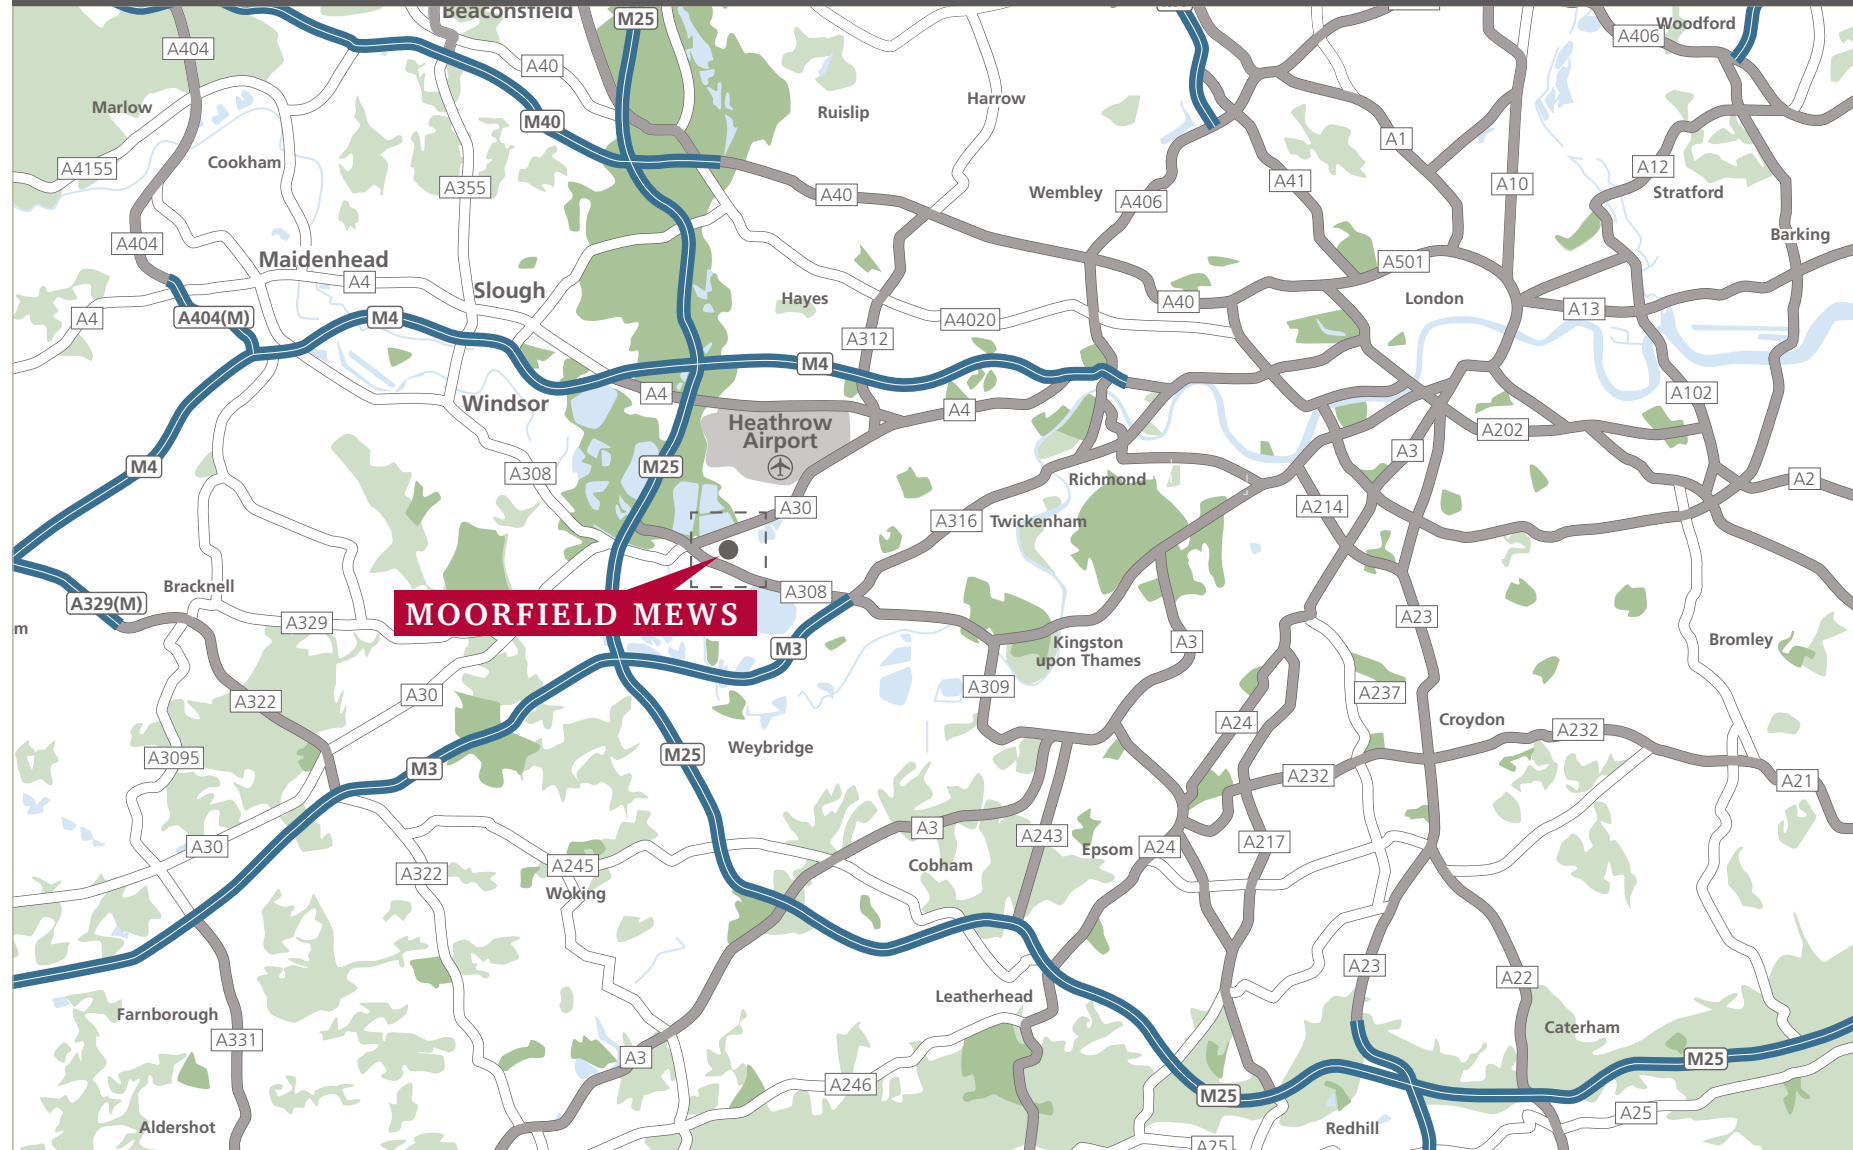 Beaconsfield
M25
A406
Woodford
A404
A40
Marlow
M40
Ruislip
Harrow
A1
A4155
Cookham
A355
A40
Wembley
A406
A41
A10
A12
Stratford
A404
Maidenhead
A4
Slough
Hayes
A501
Barking
A4
A404(M)
M4
A4020
A40
London
A13
A312
M4
Windsor
A4
Heathrow
Airport
A4
A102
A202
M4
A308
M25
Richmond
A3
A2
A30
A316
Twickenham
A214
Bracknell
A329(M)
A308
MOORFIELD MEWS
A329
m
M3
Kingston
upon Thames
A3
A23
Bromley
A322
A30
A309
A237
A24
Croydon
A232
A3095
M3
M25
Weybridge
A232
A21
A30
A322
A245
Woking
A3
Cobham
A243
Epsom
A24
A217
A23
A22
Leatherhead
Farnborough
A331
A3
A246
Caterham
M25
M25
A25
Aldershot
Redhill
A25